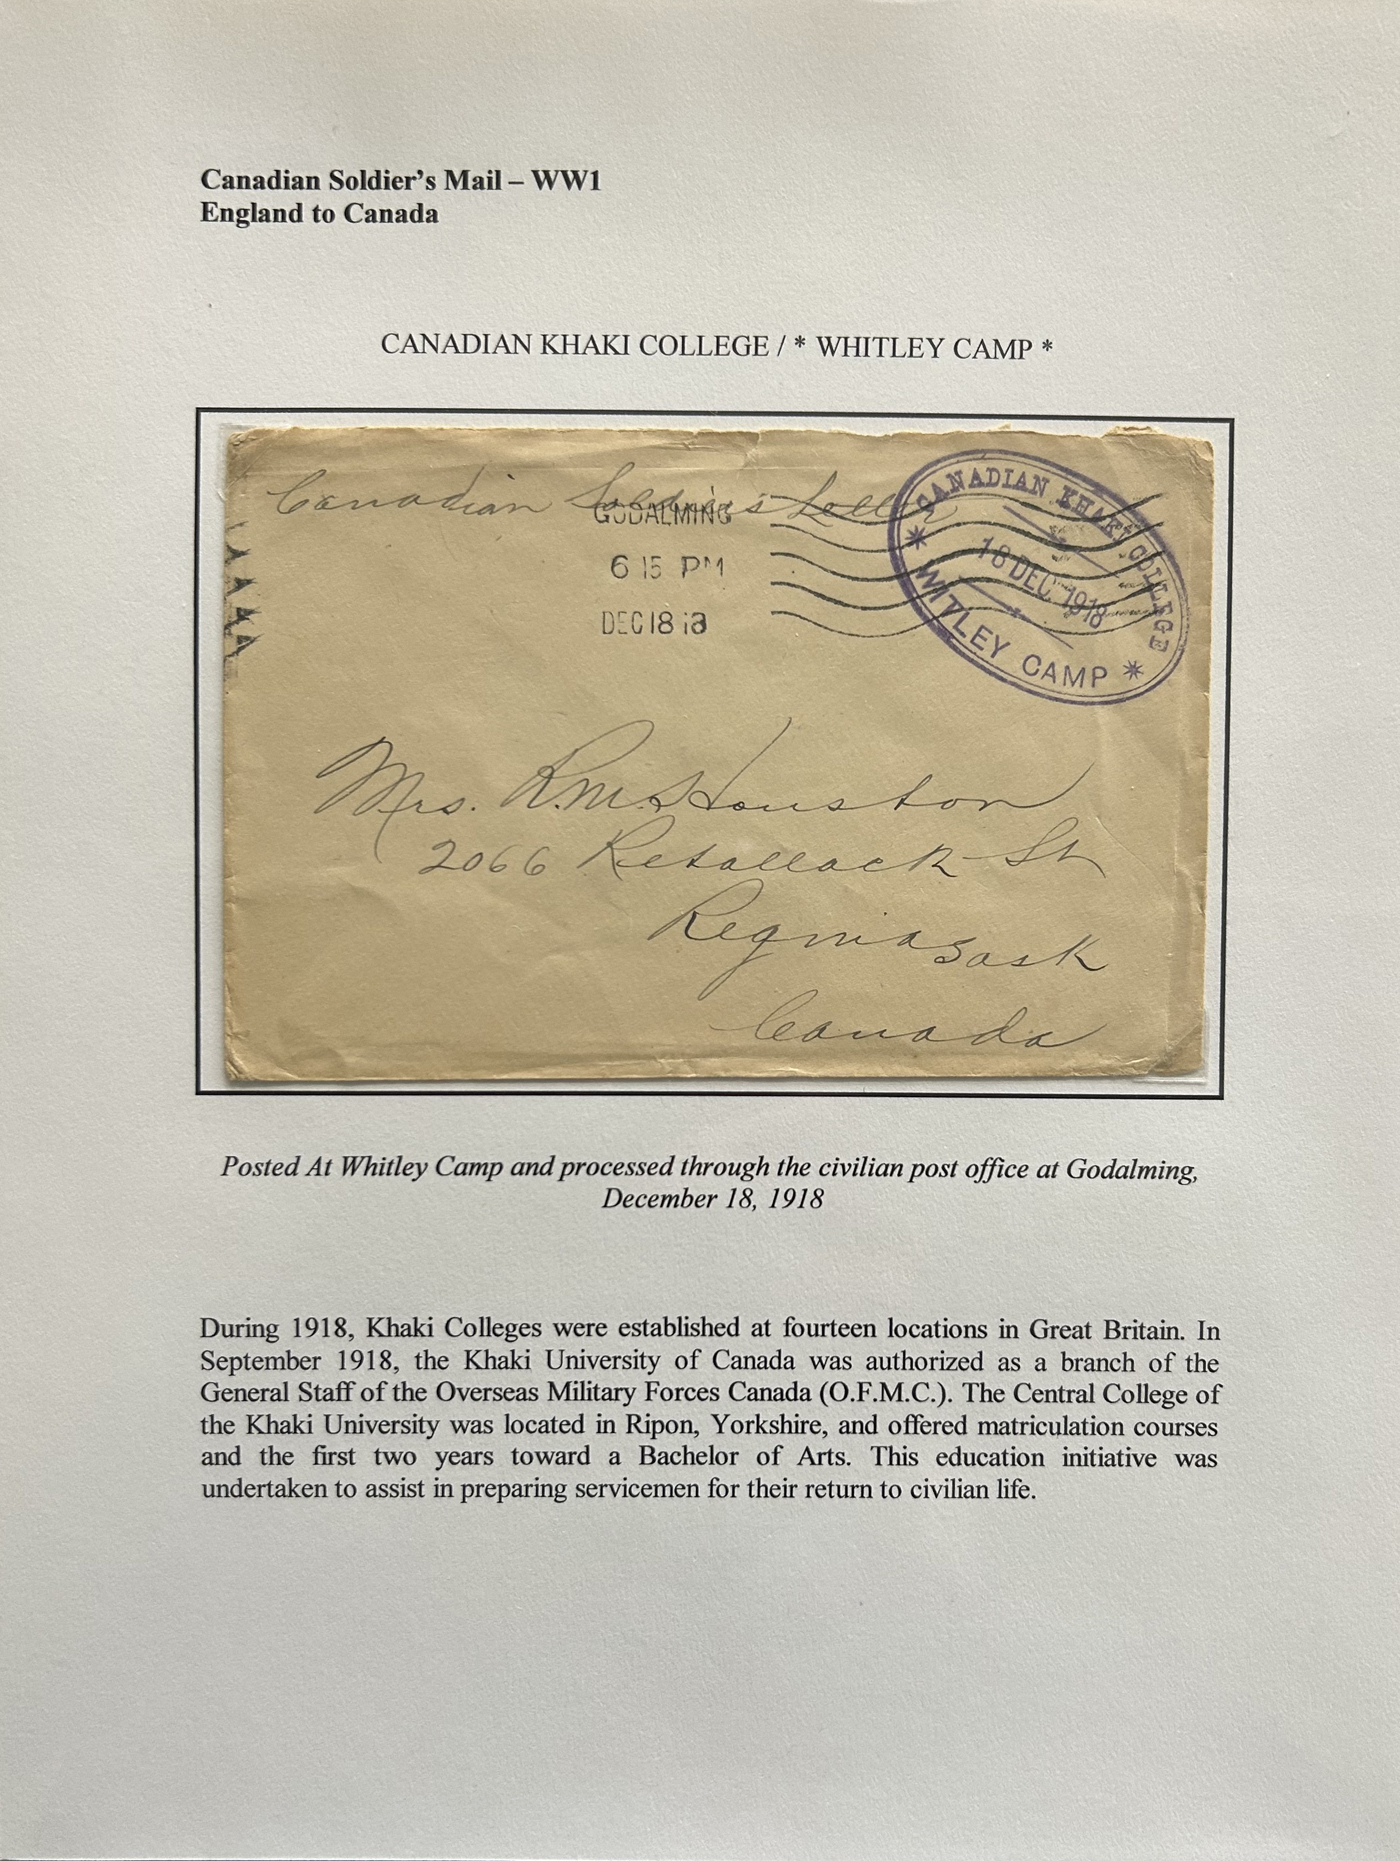 Canadian Soldier's Mail – WW1
England to Canada
CANADIAN KHAKI COLLEGE / * WHITLEY CAMP *
Canadian Soldier's Letter
GODALMING
6 15 PM
DEC 18 18
CANADIAN KHAKI COLLEGE
18 DEC 1918
* WITLEY CAMP *
Mrs. R. M. Houston
2066 Retallack St
Regina Sask
Canada
Posted At Whitley Camp and processed through the civilian post office at Godalming,
December 18, 1918
During 1918, Khaki Colleges were established at fourteen locations in Great Britain. In
September 1918, the Khaki University of Canada was authorized as a branch of the
General Staff of the Overseas Military Forces Canada (O.F.M.C.). The Central College of
the Khaki University was located in Ripon, Yorkshire, and offered matriculation courses
and the first two years toward a Bachelor of Arts. This education initiative was
undertaken to assist in preparing servicemen for their return to civilian life.